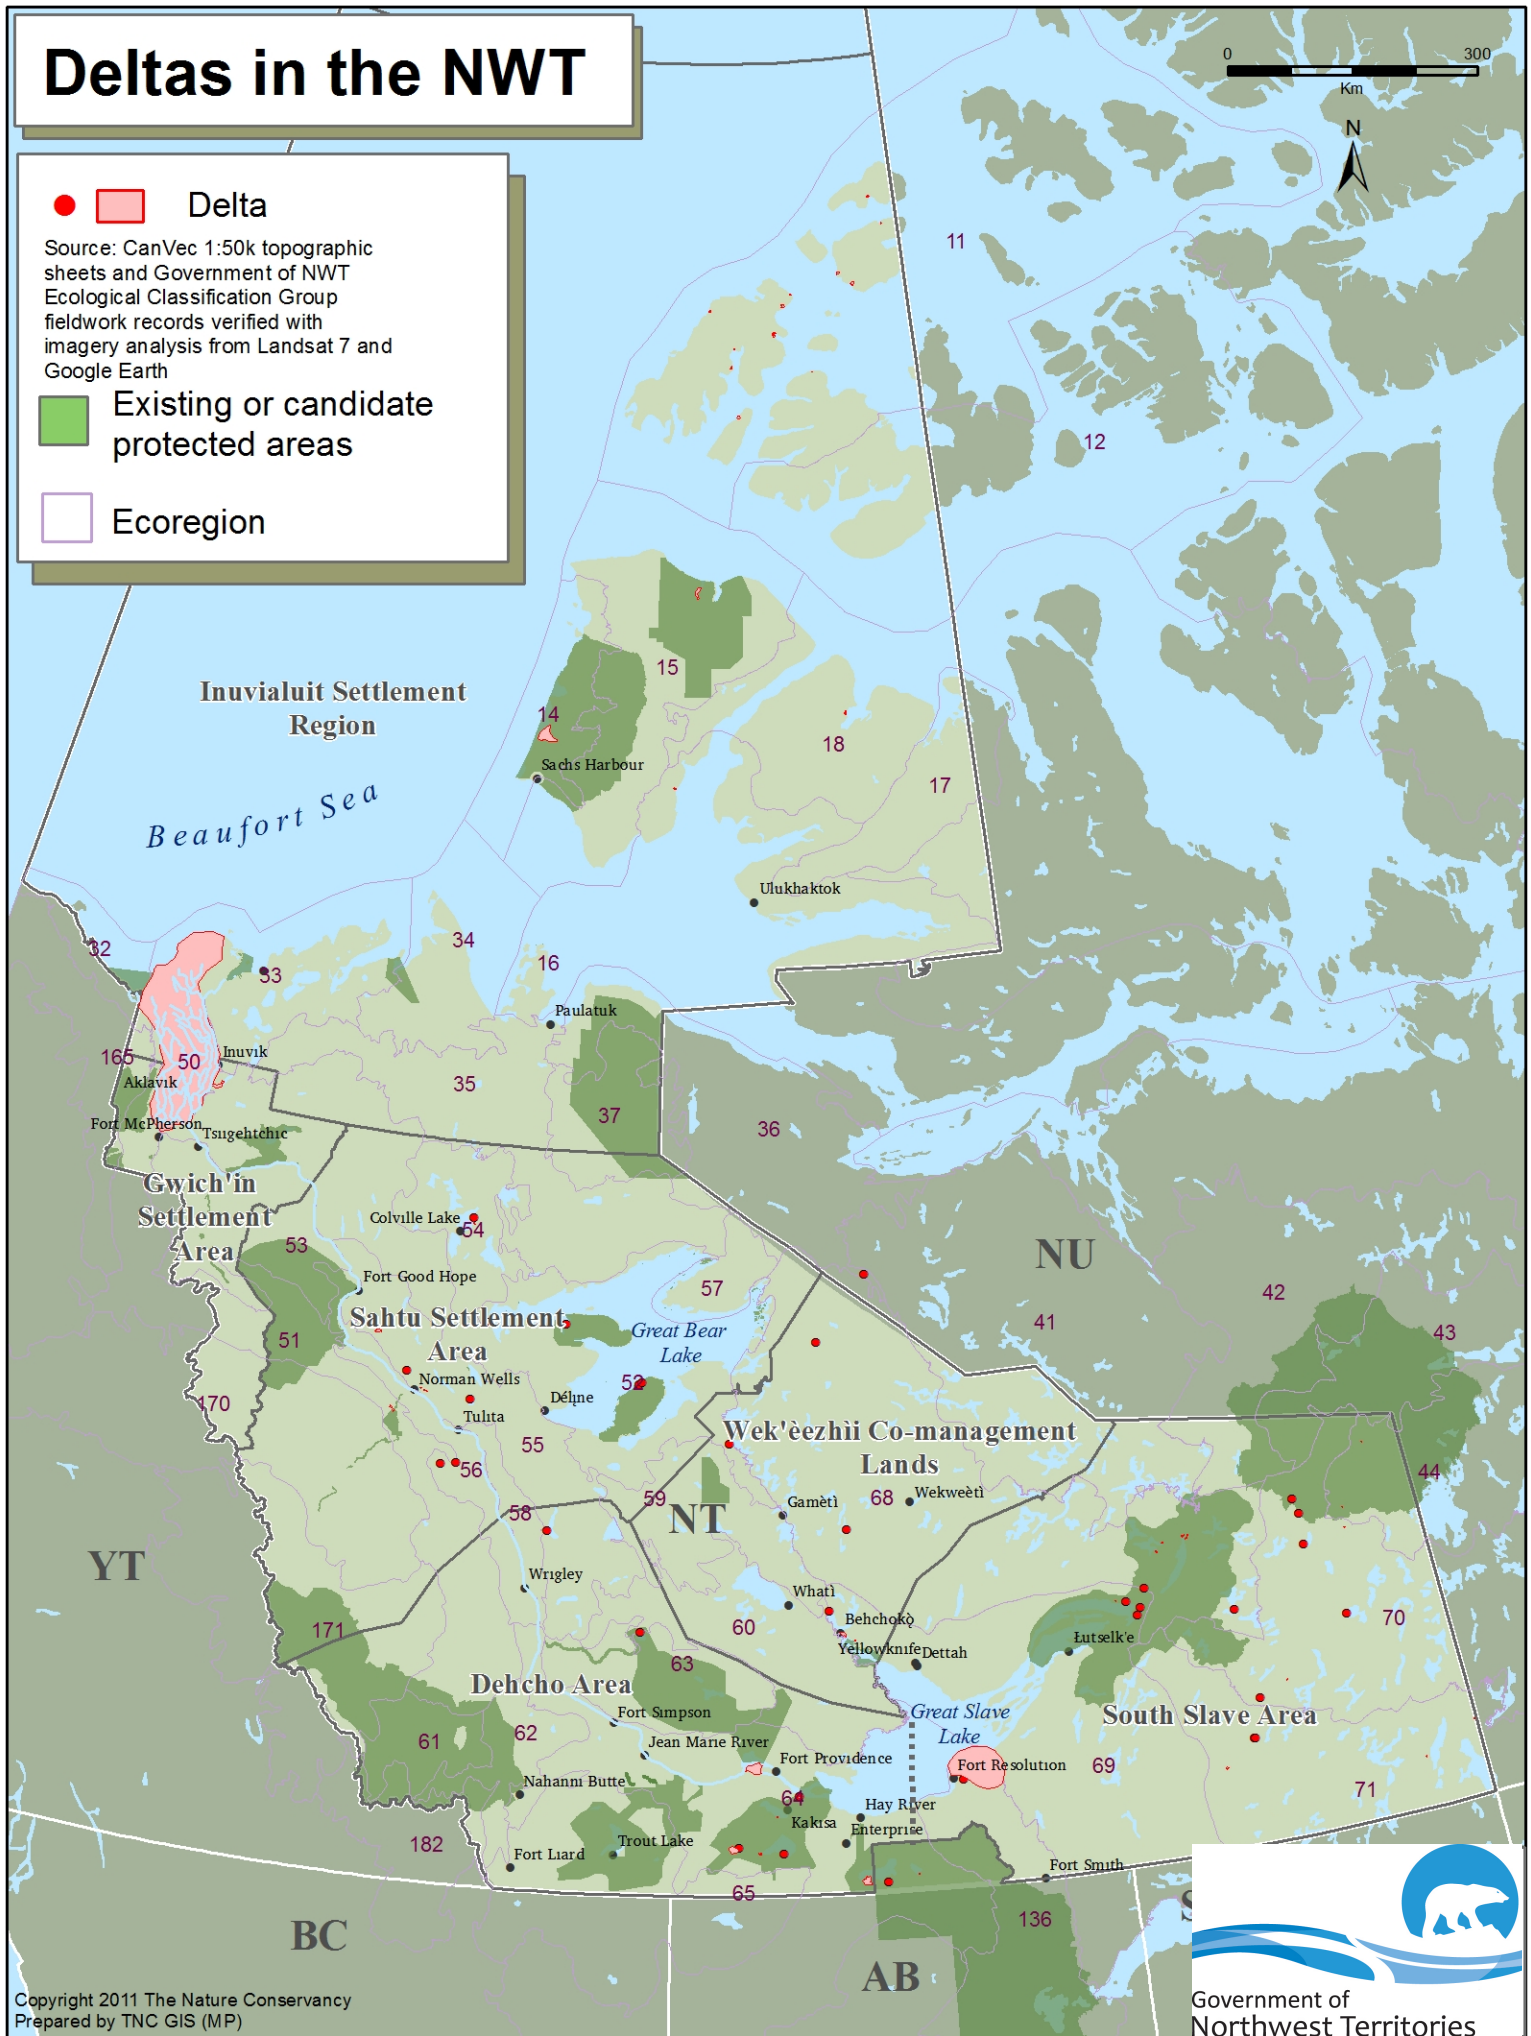 Deltas in the NWT
Delta
Source: CanVec 1:50k topographic
sheets and Government of NWT
Ecological Classification Group
fieldwork records verified with
imagery analysis from Landsat 7 and
Google Earth
Existing or candidate
protected areas
Ecoregion
0 300
Km
N
11
12
15
14
Inuvialuit Settlement
Region
Sachs Harbour
18
17
Beaufort Sea
Ulukhaktok
32
33
34
16
Paulatuk
165
50
Inuvik
Aklavik
35
37
36
Fort McPherson
Tsiigehtchic
Gwich'in
Settlement
Area
Colville Lake
54
53
Fort Good Hope
57
NU
42
41
43
Sahtu Settlement
Area
51
Great Bear
Lake
52
Norman Wells
Délįne
170
Tulita
55
56
Wek'èezhìi Co-management
Lands
44
59
58
NT
Gamètì
68
Wekweètì
YT
Wrigley
Whatì
171
60
Behchokǫ̀
Yellowknife
Dettah
Łutselk'e
70
63
Dehcho Area
Fort Simpson
Great Slave
Lake
South Slave Area
61
62
Jean Marie River
Fort Providence
Fort Resolution
69
71
Nahanni Butte
64
Kakisa
Hay River
Enterprise
182
Trout Lake
Fort Liard
Fort Smith
65
136
S
BC
AB
Copyright 2011 The Nature Conservancy
Prepared by TNC GIS (MP)
Government of
Northwest Territories